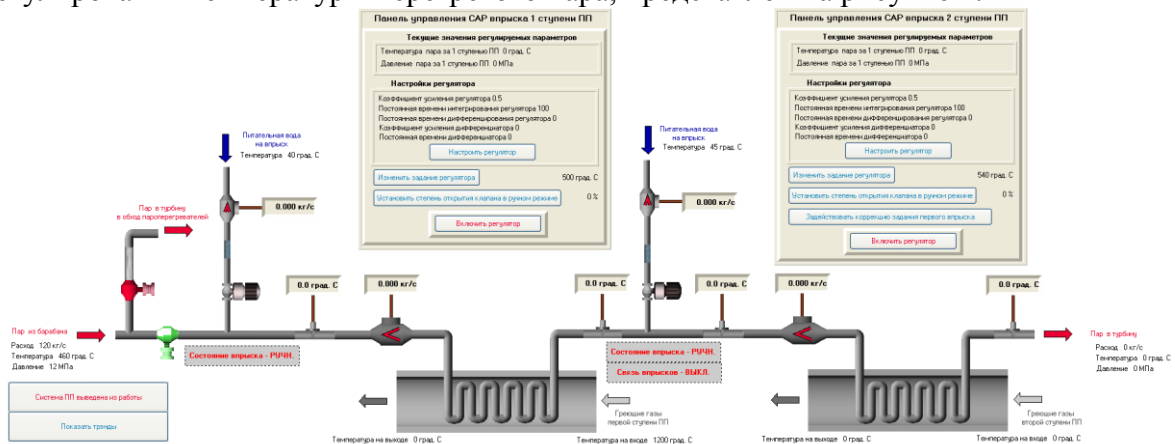 Панель управления САР впрыска 1 ступени ПП
Текущие значения регулируемых параметров
Температура пара за 1 ступенью ПП 0 град. С
Давление пара за 1 ступенью ПП 0 МПа
Настройки регулятора
Коэффициент усиления регулятора 0.5
Постоянная времени интегрирования регулятора 100
Постоянная времени дифференцирования регулятора 0
Коэффициент усиления дифференциатора 0
Постоянная времени дифференциатора 0
Настроить регулятор
Изменить задание регулятора 500 град. С
Установить степень открытия клапана в ручном режиме 0 %
Включить регулятор
Панель управления САР впрыска 2 ступени ПП
Текущие значения регулируемых параметров
Температура пара за 1 ступенью ПП 0 град. С
Давление пара за 1 ступенью ПП 0 МПа
Настройки регулятора
Коэффициент усиления регулятора 0.5
Постоянная времени интегрирования регулятора 100
Постоянная времени дифференцирования регулятора 0
Коэффициент усиления дифференциатора 0
Постоянная времени дифференциатора 0
Настроить регулятор
Изменить задание регулятора 540 град. С
Установить степень открытия клапана в ручном режиме 0 %
Задействовать коррекцию задания первого впрыска
Включить регулятор
Питательная вода
на впрыск
Температура 40 град. С
0.000 кг/с
Питательная вода
на впрыск
Температура 45 град. С
0.000 кг/с
Пар в турбину
в обход пароперегревателей
0.0 град. С
0.000 кг/с
0.0 град. С
0.0 град. С
0.000 кг/с
0.0 град. С
Пар из барабана
Расход 120 кг/с
Температура 460 град. С
Давление 12 МПа
Состояние впрыска - РУЧН.
Состояние впрыска - РУЧН.
Связь впрысков - ВЫКЛ.
Пар в турбину
Расход 0 кг/с
Температура 0 град. С
Давление 0 МПа
Система ПП выведена из работы
Показать тренды
Греющие газы
первой ступени ПП
Температура на выходе 0 град. С
Температура на входе 1200 град. С
Греющие газы
второй ступени ПП
Температура на выходе 0 град. С
Температура на входе 0 град. С